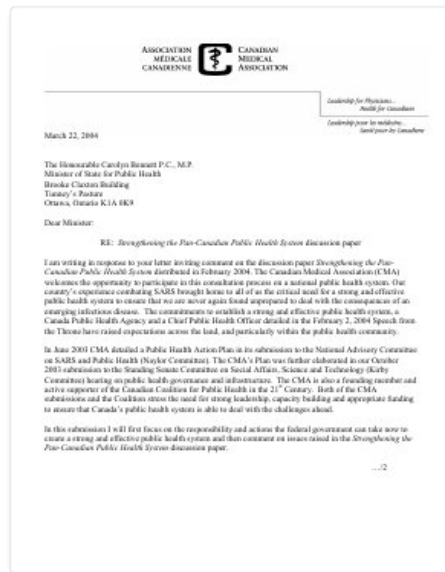 ASSOCIATION
MÉDICALE
CANADIENNE
CANADIAN
MEDICAL
ASSOCIATION
Leadership for Physicians...
Health for Canadians
Leadership pour les médecins...
Santé pour les Canadiens
March 22, 2004
The Honourable Carolyn Bennett P.C., M.P.
Minister of State for Public Health
Brooke Claxton Building
Tunney's Pasture
Ottawa, Ontario K1A 0K9
Dear Minister:
RE: Strengthening the Pan-Canadian Public Health System discussion paper
I am writing in response to your letter inviting comment on the discussion paper Strengthening the Pan-
Canadian Public Health System distributed in February 2004. The Canadian Medical Association (CMA)
welcomes the opportunity to participate in this consultation process on a national public health system. Our
country's experience combating SARS brought home to all of us the critical need for a strong and effective
public health system to ensure that we are never again found unprepared to deal with the consequences of an
emerging infectious disease. The commitments to establish a strong and effective public health system, a
Canada Public Health Agency and a Chief Public Health Officer detailed in the February 2, 2004 Speech from
the Throne have raised expectations across the land, and particularly within the public health community.
In June 2003 CMA detailed a Public Health Action Plan in its submission to the National Advisory Committee
on SARS and Public Health (Naylor Committee). The CMA's Plan was further elaborated in our October
2003 submission to the Standing Senate Committee on Social Affairs, Science and Technology (Kirby
Committee) hearing on public health governance and infrastructure. The CMA is also a founding member and
active supporter of the Canadian Coalition for Public Health in the 21st Century. Both of the CMA
submissions and the Coalition stress the need for strong leadership, capacity building and appropriate funding
to ensure that Canada's public health system is able to deal with the challenges ahead.
In this submission I will first focus on the responsibility and actions the federal government can take now to
create a strong and effective public health system and then comment on issues raised in the Strengthening the
Pan-Canadian Public Health System discussion paper.
.../2